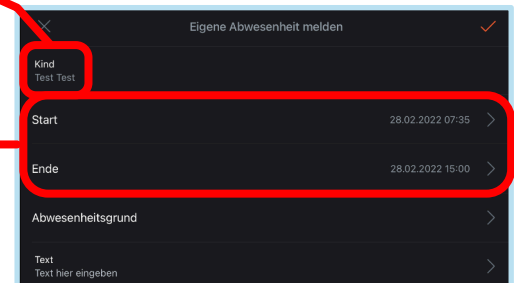 Eigene Abwesenheit melden
Kind
Test Test
Start 28.02.2022 07:35
Ende 28.02.2022 15:00
Abwesenheitsgrund
Text
Text hier eingeben